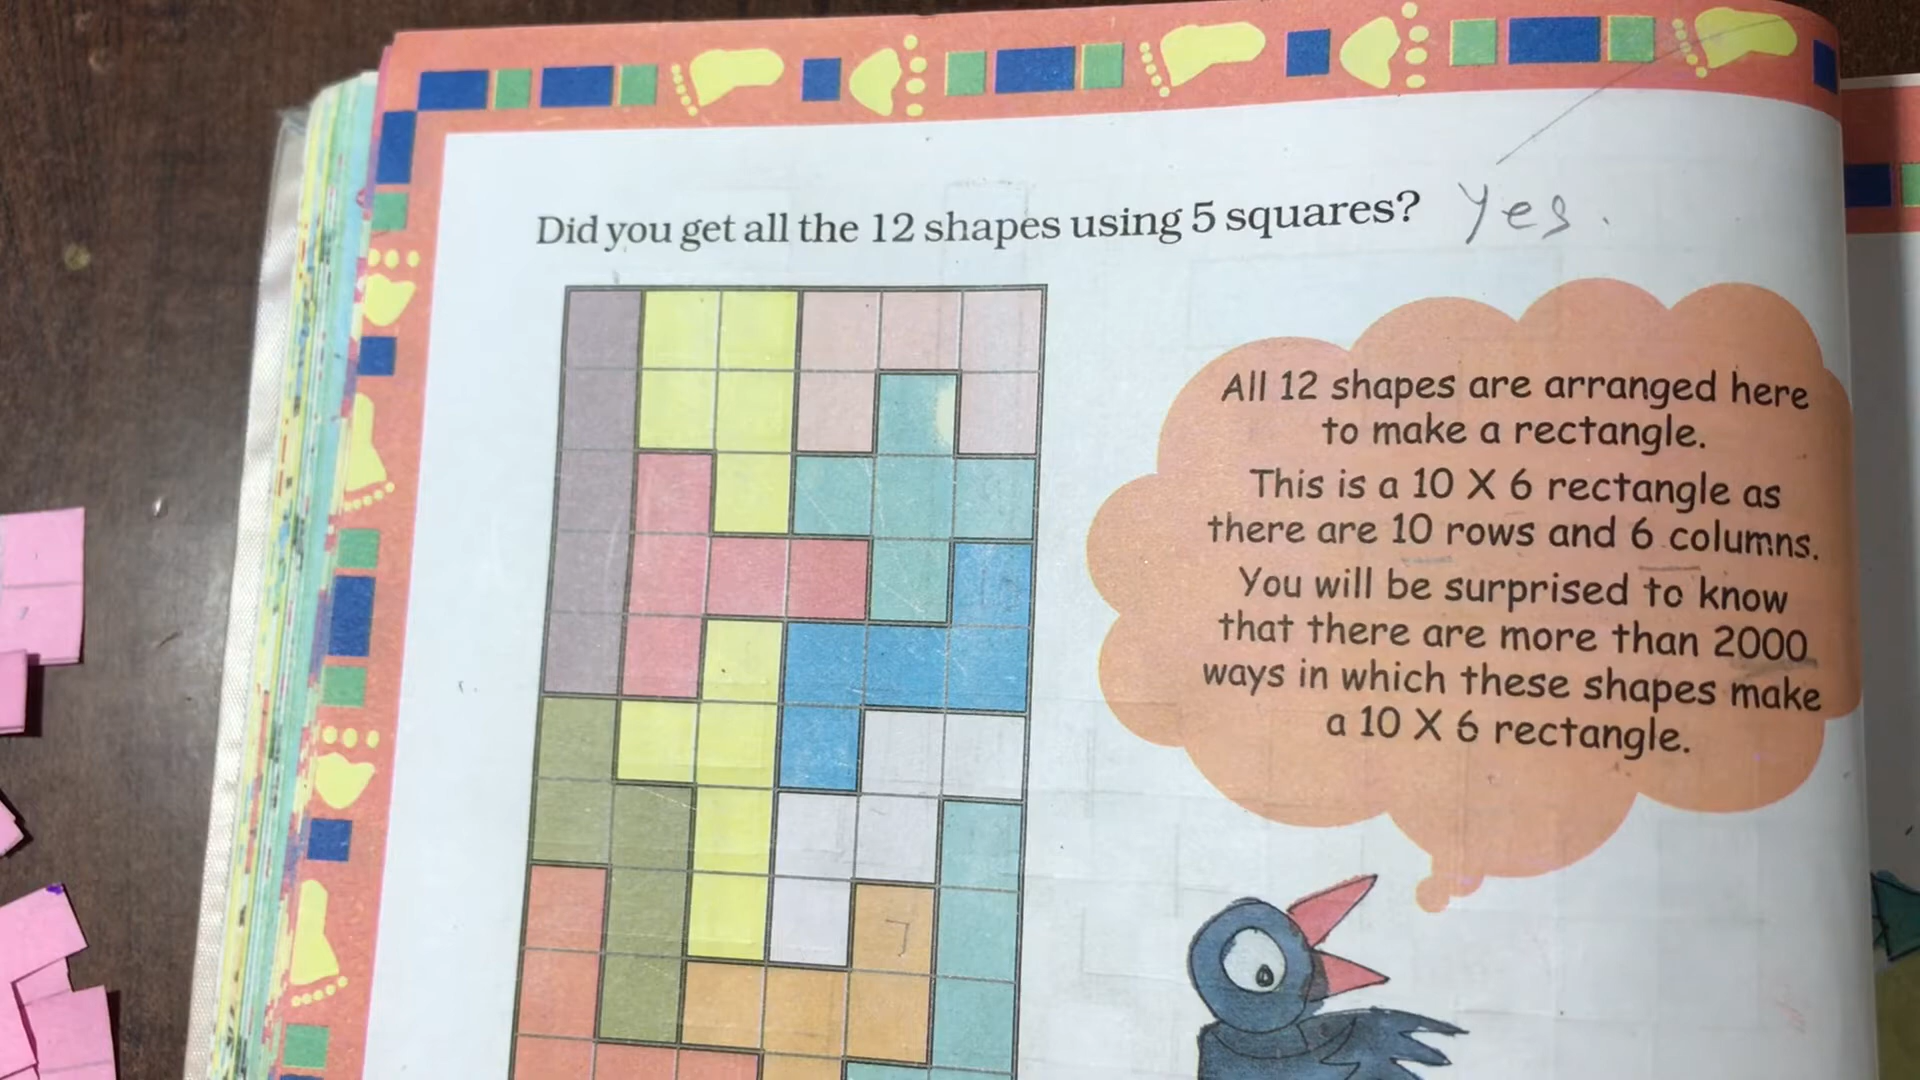 Did you get all the 12 shapes using 5 squares? Yes.
All 12 shapes are arranged here
to make a rectangle.
This is a 10 X 6 rectangle as
there are 10 rows and 6 columns.
You will be surprised to know
that there are more than 2000
ways in which these shapes make
a 10 X 6 rectangle.